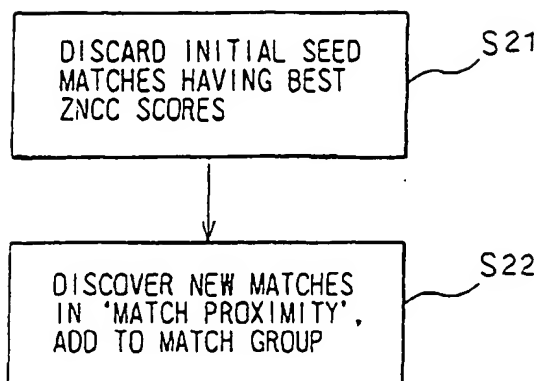 DISCARD INITIAL SEED
MATCHES HAVING BEST
ZNCC SCORES
S21
DISCOVER NEW MATCHES
IN 'MATCH PROXIMITY',
ADD TO MATCH GROUP
S22